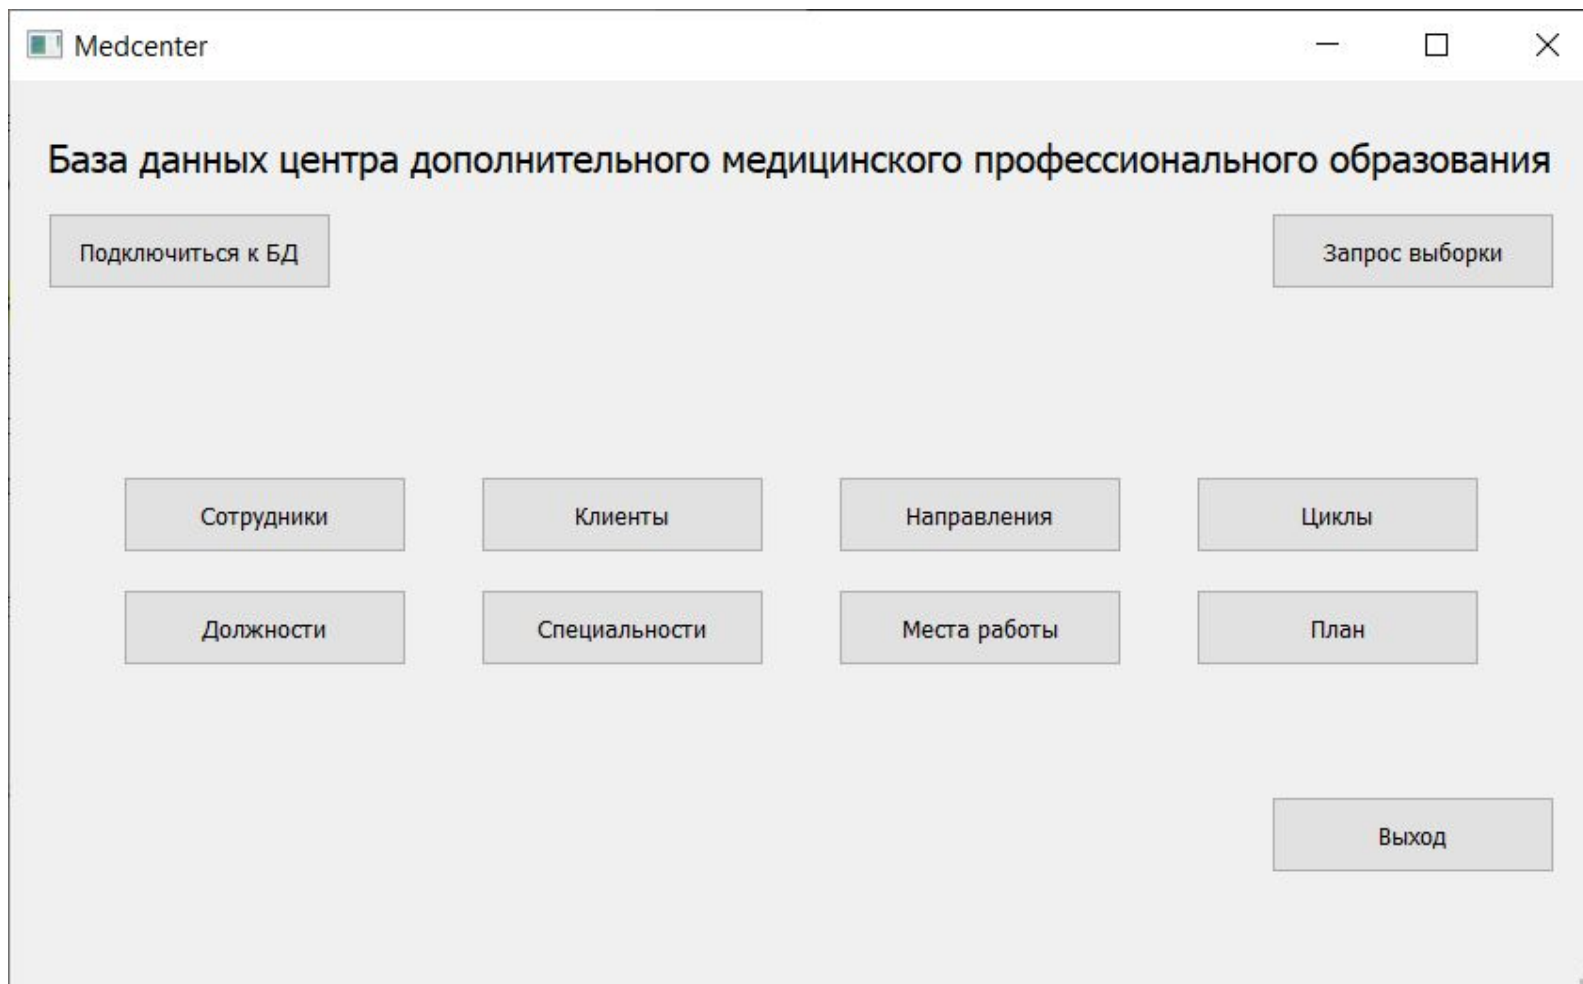 Medcenter
База данных центра дополнительного медицинского профессионального образования
Подключиться к БД
Запрос выборки
Сотрудники
Клиенты
Направления
Циклы
Должности
Специальности
Места работы
План
Выход